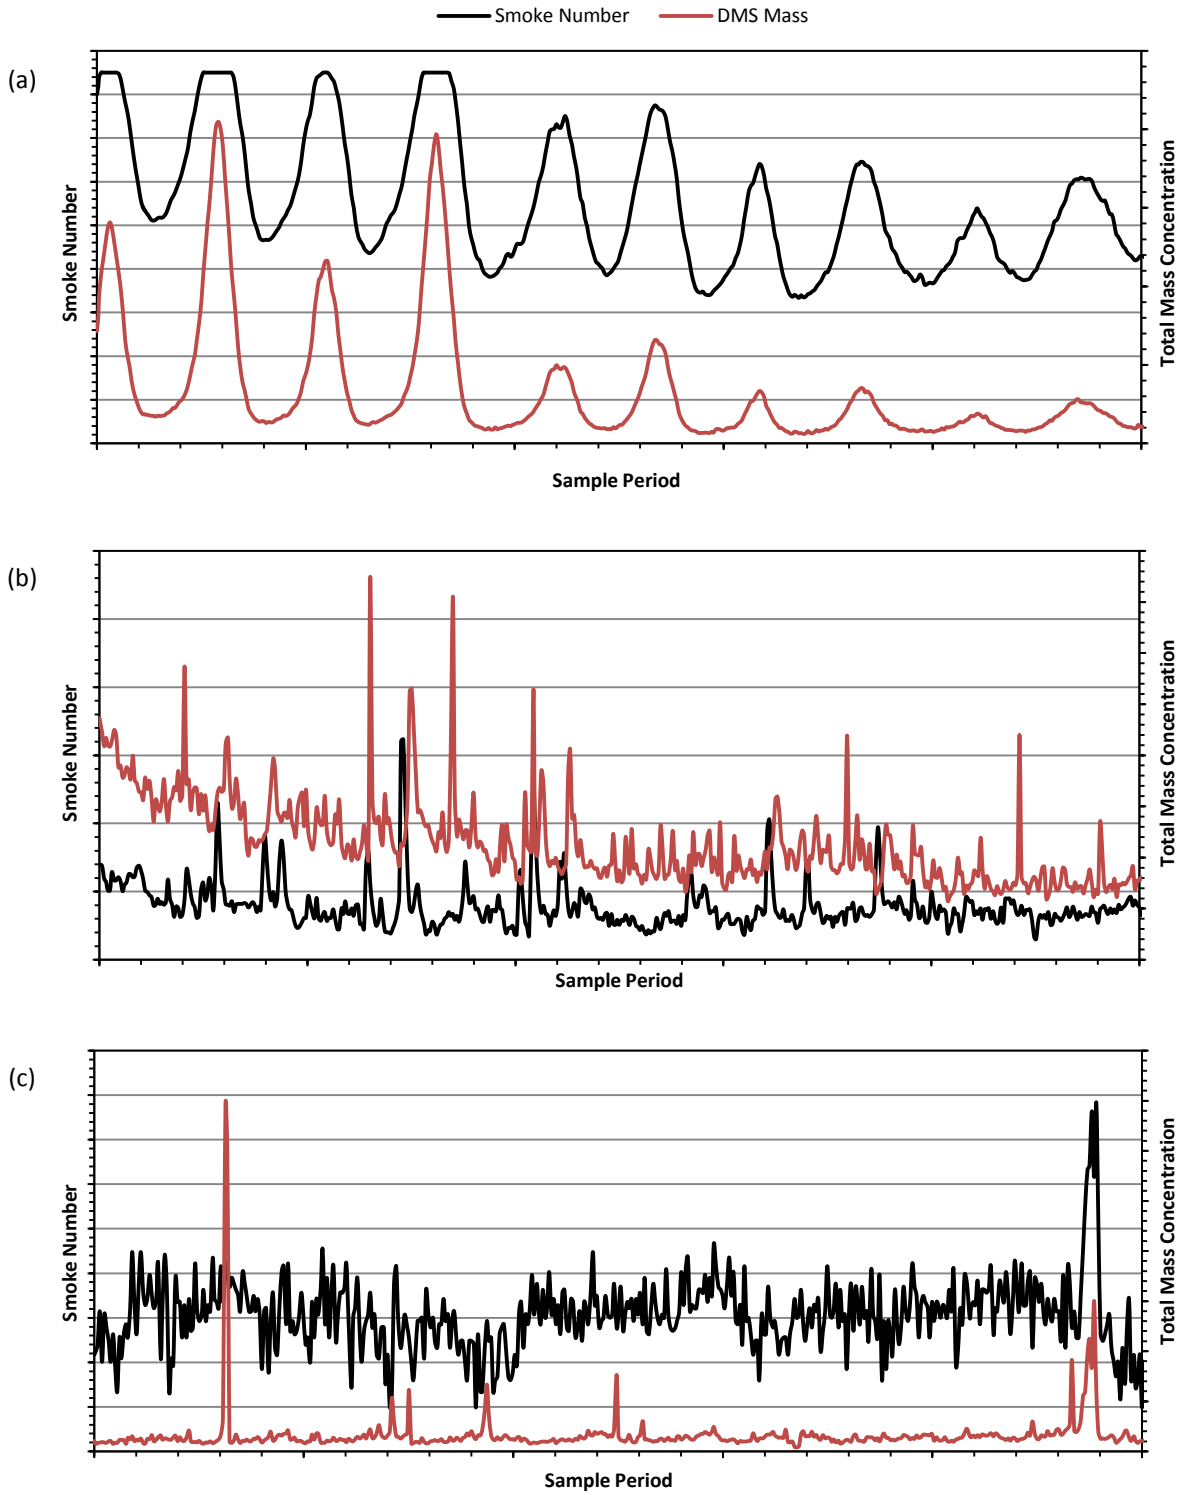 Smoke Number DMS Mass
(a)
Smoke Number
Total Mass Concentration
Sample Period
(b)
Smoke Number
Total Mass Concentration
Sample Period
(c)
Smoke Number
Total Mass Concentration
Sample Period